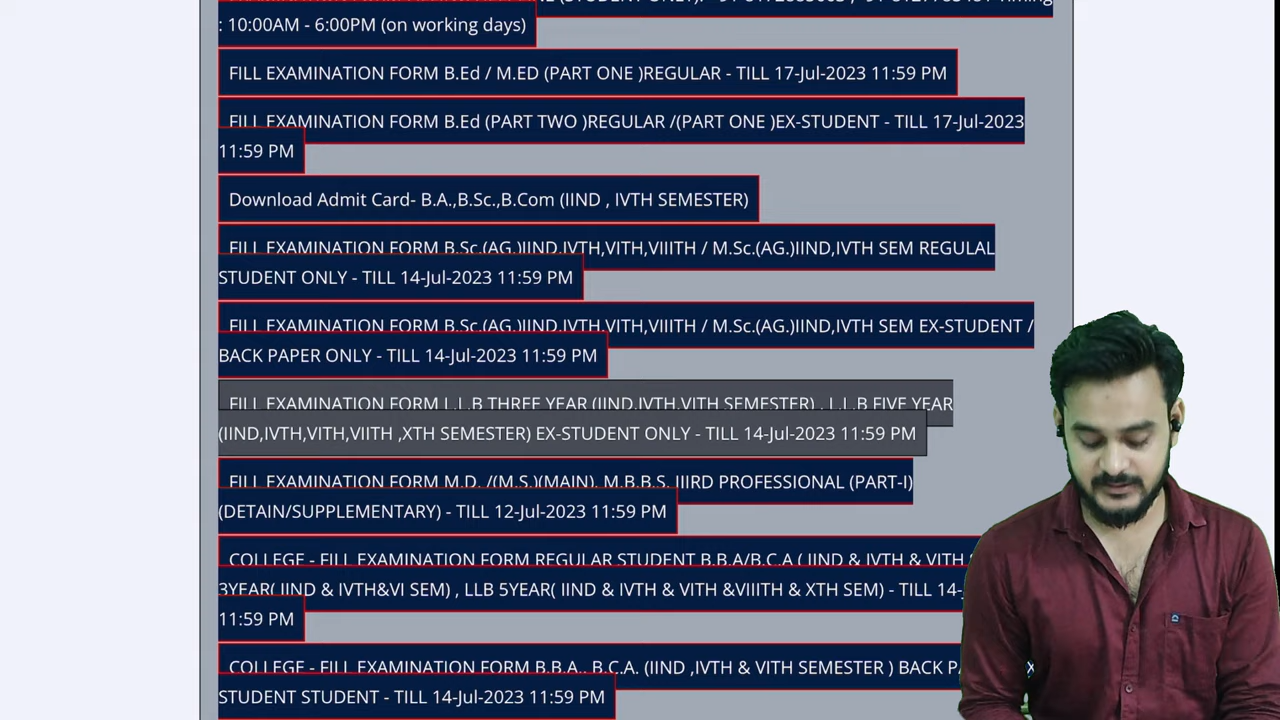 : 10:00AM - 6:00PM (on working days)
FILL EXAMINATION FORM B.Ed / M.ED (PART ONE )REGULAR - TILL 17-Jul-2023 11:59 PM
FILL EXAMINATION FORM B.Ed (PART TWO )REGULAR /(PART ONE )EX-STUDENT - TILL 17-Jul-2023
11:59 PM
Download Admit Card- B.A.,B.Sc.,B.Com (IIND , IVTH SEMESTER)
FILL EXAMINATION FORM B.Sc.(AG.)IIND,IVTH,VITH,VIIITH / M.Sc.(AG.)IIND,IVTH SEM REGULAL
STUDENT ONLY - TILL 14-Jul-2023 11:59 PM
FILL EXAMINATION FORM B.Sc.(AG.)IIND,IVTH,VITH,VIIITH / M.Sc.(AG.)IIND,IVTH SEM EX-STUDENT /
BACK PAPER ONLY - TILL 14-Jul-2023 11:59 PM
FILL EXAMINATION FORM L.L.B THREE YEAR (IIND,IVTH,VITH SEMESTER) , L.L.B FIVE YEAR
(IIND,IVTH,VITH,VIITH ,XTH SEMESTER) EX-STUDENT ONLY - TILL 14-Jul-2023 11:59 PM
FILL EXAMINATION FORM M.D. /(M.S.)(MAIN), M.B.B.S. IIIRD PROFESSIONAL (PART-I)
(DETAIN/SUPPLEMENTARY) - TILL 12-Jul-2023 11:59 PM
COLLEGE - FILL EXAMINATION FORM REGULAR STUDENT B.B.A/B.C.A ( IIND & IVTH & VITH
3YEAR( IIND & IVTH&VI SEM) , LLB 5YEAR( IIND & IVTH & VITH &VIIITH & XTH SEM) - TILL 14-
11:59 PM
COLLEGE - FILL EXAMINATION FORM B.B.A., B.C.A. (IIND ,IVTH & VITH SEMESTER ) BACK
STUDENT STUDENT - TILL 14-Jul-2023 11:59 PM